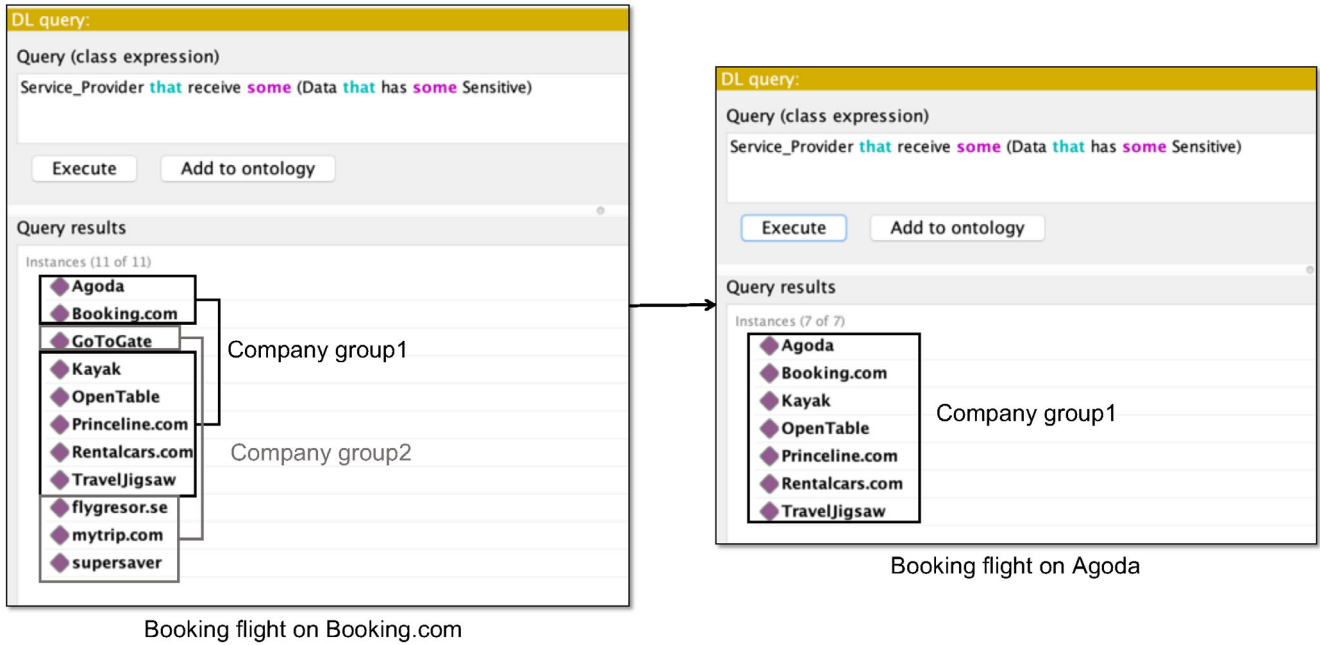 DL query:
Query (class expression)
Service_Provider that receive some (Data that has some Sensitive)
Execute
Add to ontology
Query results
Instances (11 of 11)
Agoda
Booking.com
GoToGate
Kayak
OpenTable
Princeline.com
Rentalcars.com
TravelJigsaw
flygresor.se
mytrip.com
supersaver
Company group1
Company group2
Booking flight on Booking.com
DL query:
Query (class expression)
Service_Provider that receive some (Data that has some Sensitive)
Execute
Add to ontology
Query results
Instances (7 of 7)
Agoda
Booking.com
Kayak
OpenTable
Princeline.com
Rentalcars.com
TravelJigsaw
Company group1
Booking flight on Agoda